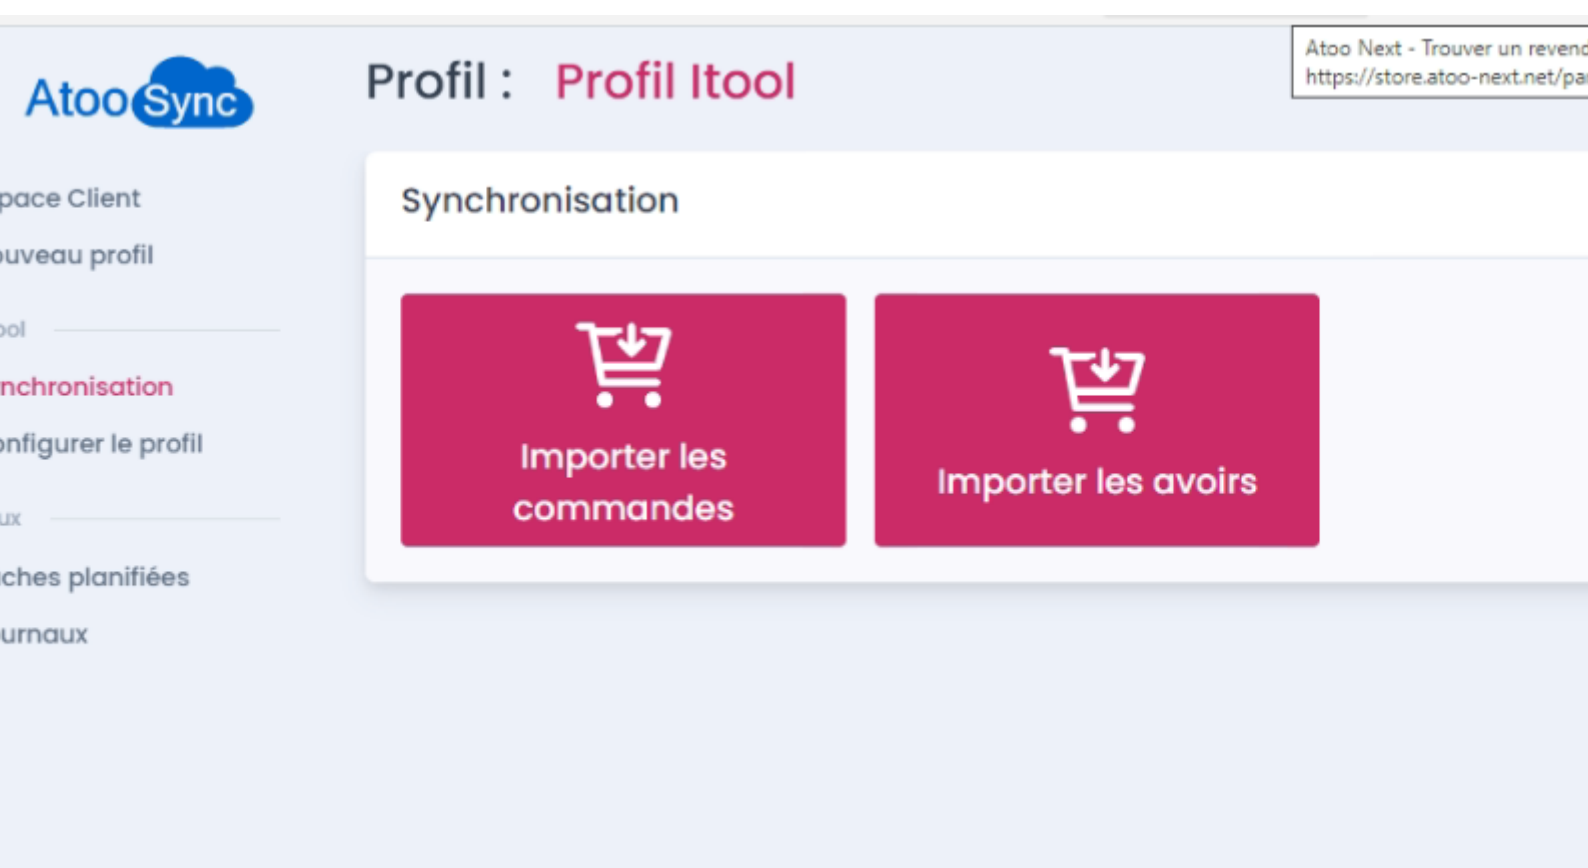 Atoo Next - Trouver un revend
https://store.atoo-next.net/pa
AtooSync
Profil : Profil Itool
pace Client
ouveau profil
ool
nchronisation
onfigurer le profil
ux
ches planifiées
urnaux
Synchronisation
Importer les
commandes
Importer les avoirs